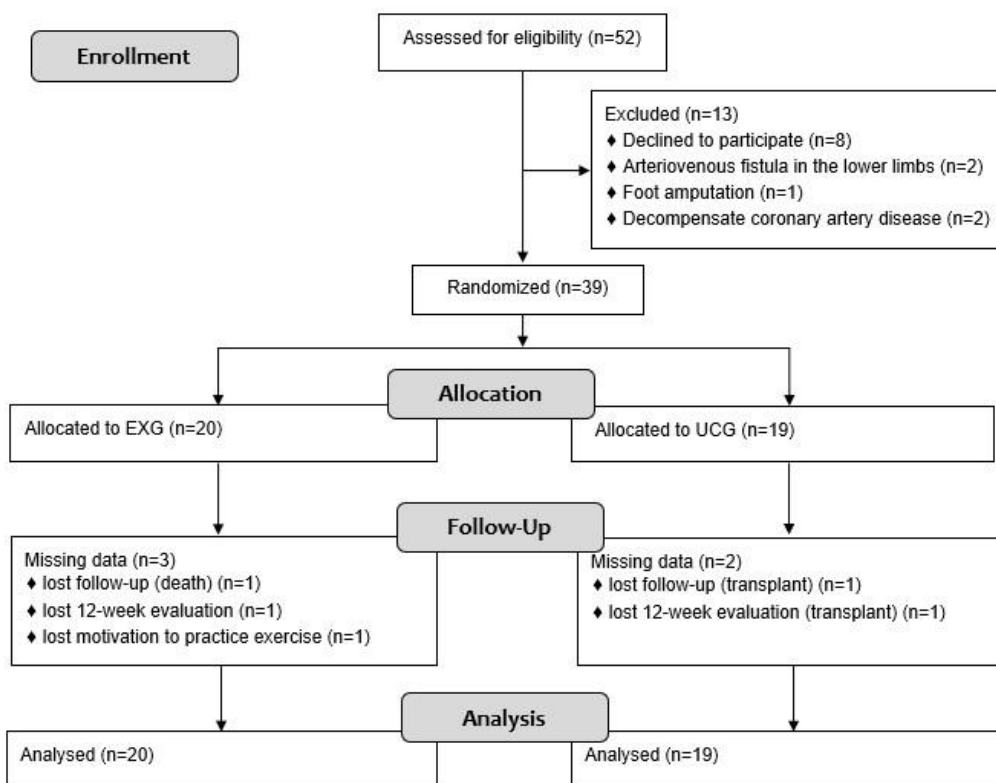 Enrollment
Assessed for eligibility (n=52)
Excluded (n=13)
♦ Declined to participate (n=8)
♦ Arteriovenous fistula in the lower limbs (n=2)
♦ Foot amputation (n=1)
♦ Decompensate coronary artery disease (n=2)
Randomized (n=39)
Allocation
Allocated to EXG (n=20)
Allocated to UCG (n=19)
Follow-Up
Missing data (n=3)
♦ lost follow-up (death) (n=1)
♦ lost 12-week evaluation (n=1)
♦ lost motivation to practice exercise (n=1)
Missing data (n=2)
♦ lost follow-up (transplant) (n=1)
♦ lost 12-week evaluation (transplant) (n=1)
Analysis
Analysed (n=20)
Analysed (n=19)